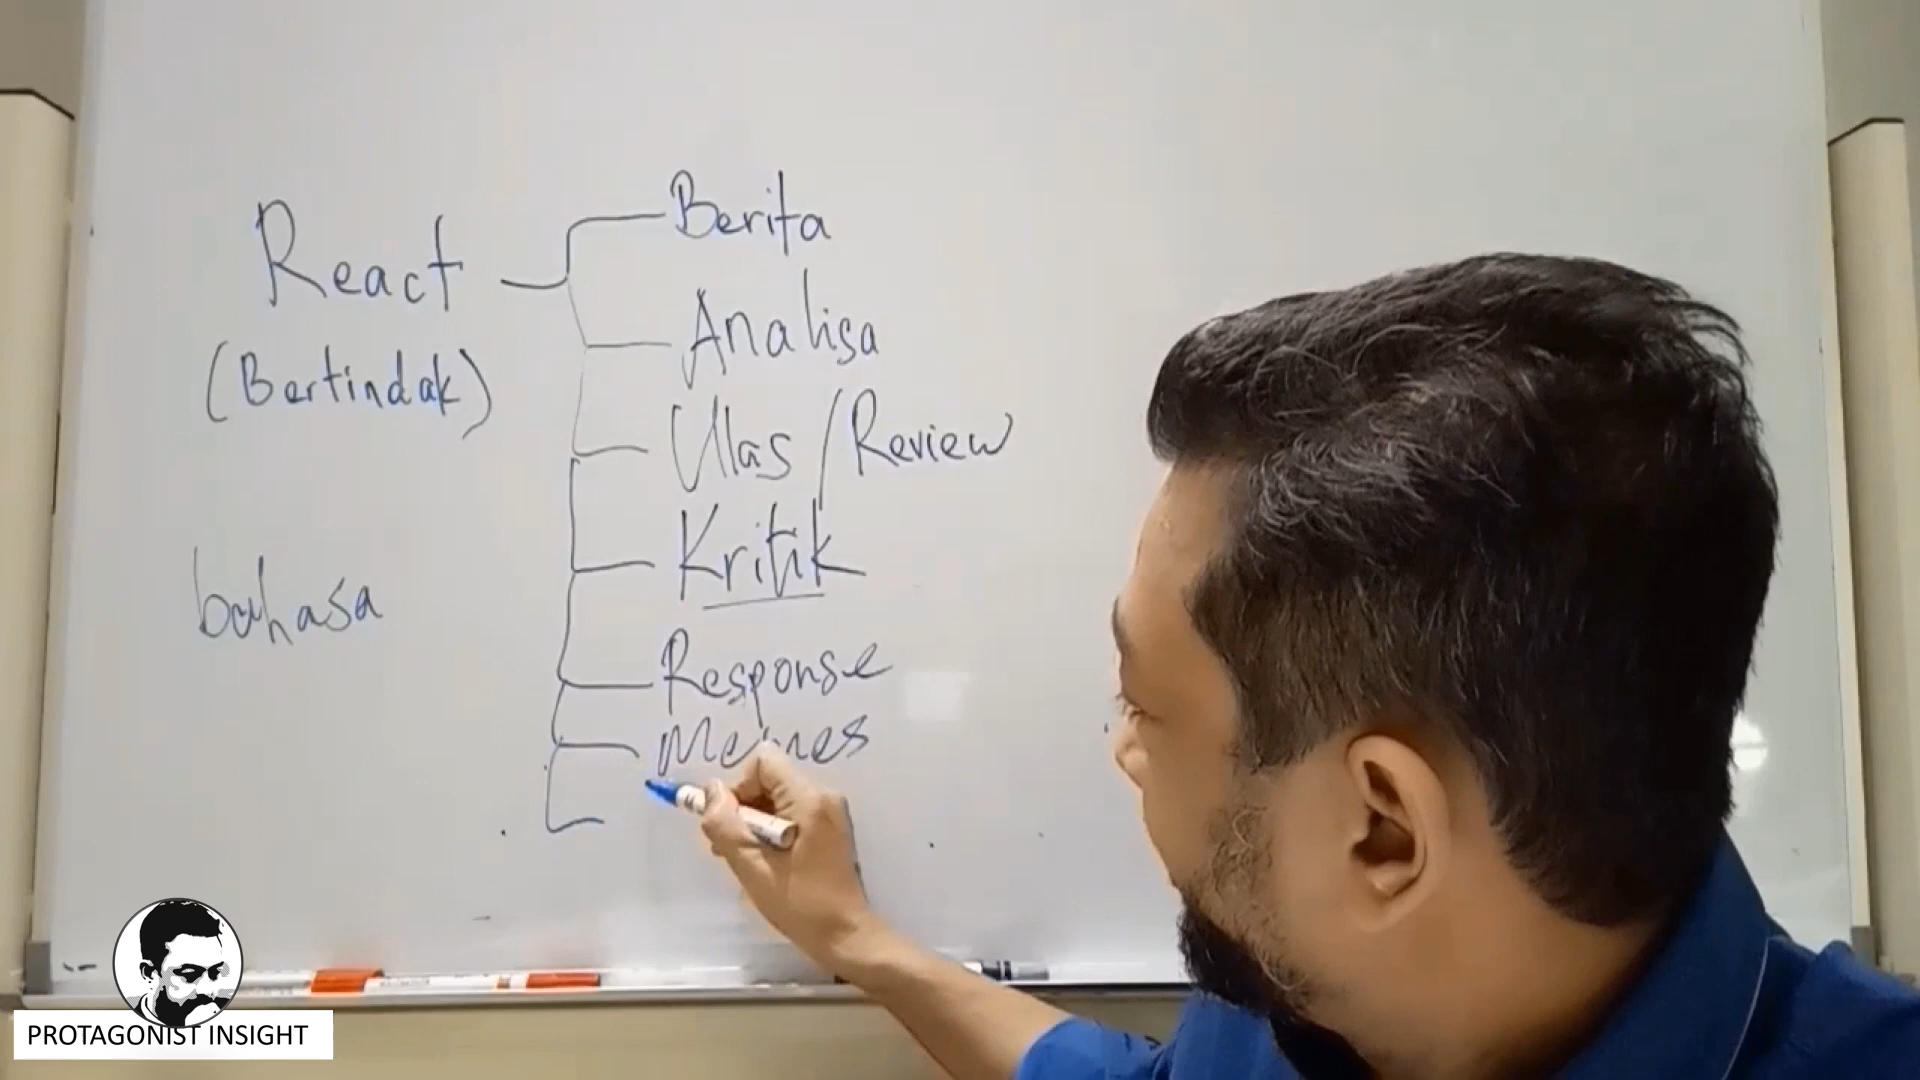 React
(Bertindak)
bahasa
Berita
Analisa
Ulas / Review
Kritik
Response
Memes
PROTAGONIST INSIGHT